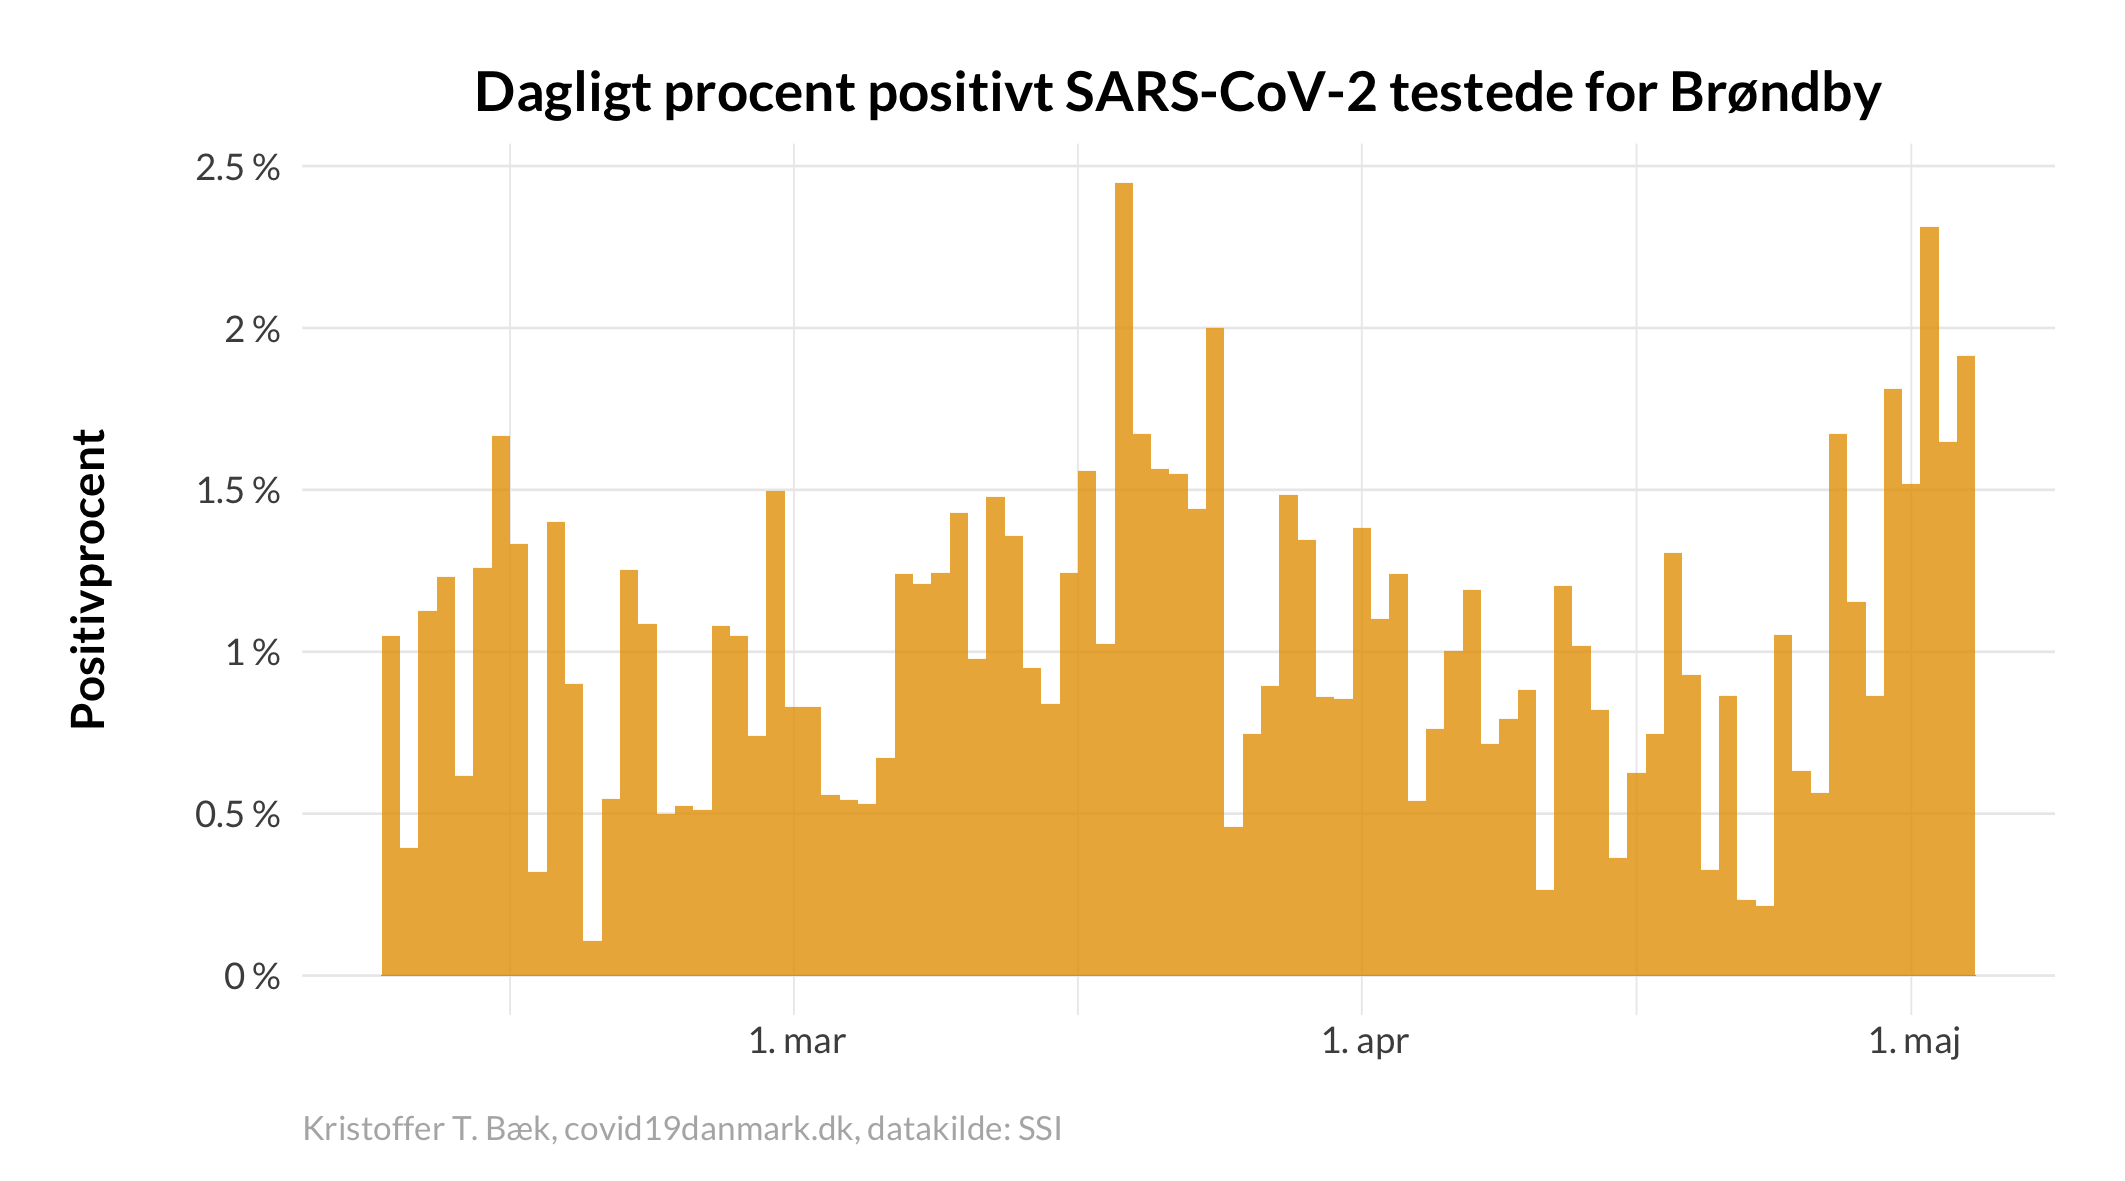 Dagligt procent positivt SARS-CoV-2 testede for Brøndby
Positivprocent
2.5 %
2 %
1.5 %
1 %
0.5 %
0 %
1. mar
1. apr
1. maj
Kristoffer T. Bæk, covid19danmark.dk, datakilde: SSI